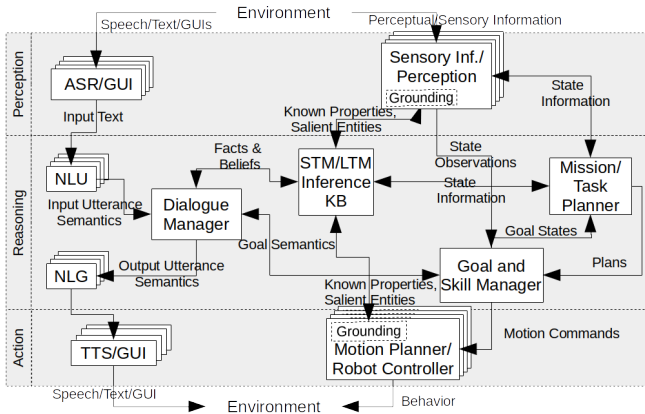 Environment
Speech/Text/GUIs
Perceptual/Sensory Information
Perception
ASR/GUI
Sensory Inf./
Perception
Grounding
State
Information
Input Text
Known Properties,
Salient Entities
Reasoning
NLU
Facts &
Beliefs
STM/LTM
Inference
KB
State
Observations
Mission/
Task
Planner
State
Information
Input Utterance
Semantics
Dialogue
Manager
Goal Semantics
Goal States
NLG
Output Utterance
Semantics
Known Properties,
Salient Entities
Goal and
Skill Manager
Plans
Action
TTS/GUI
Grounding
Motion Planner/
Robot Controller
Motion Commands
Speech/Text/GUI
Environment
Behavior